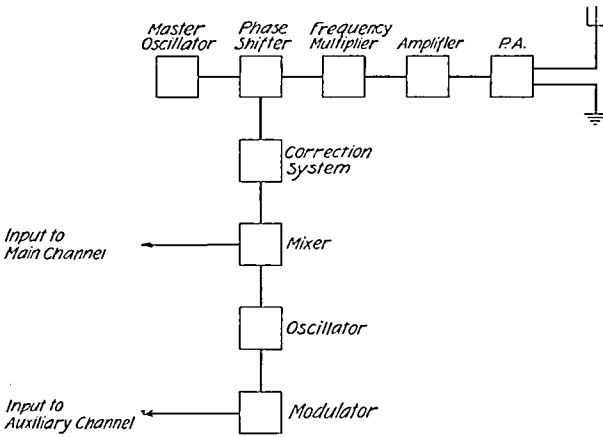 Master
Oscillator
Phase
Shifter
Frequency
Multiplier
Amplifier
P.A.
Correction
System
Input to
Main Channel
Mixer
Oscillator
Input to
Auxiliary Channel
Modulator